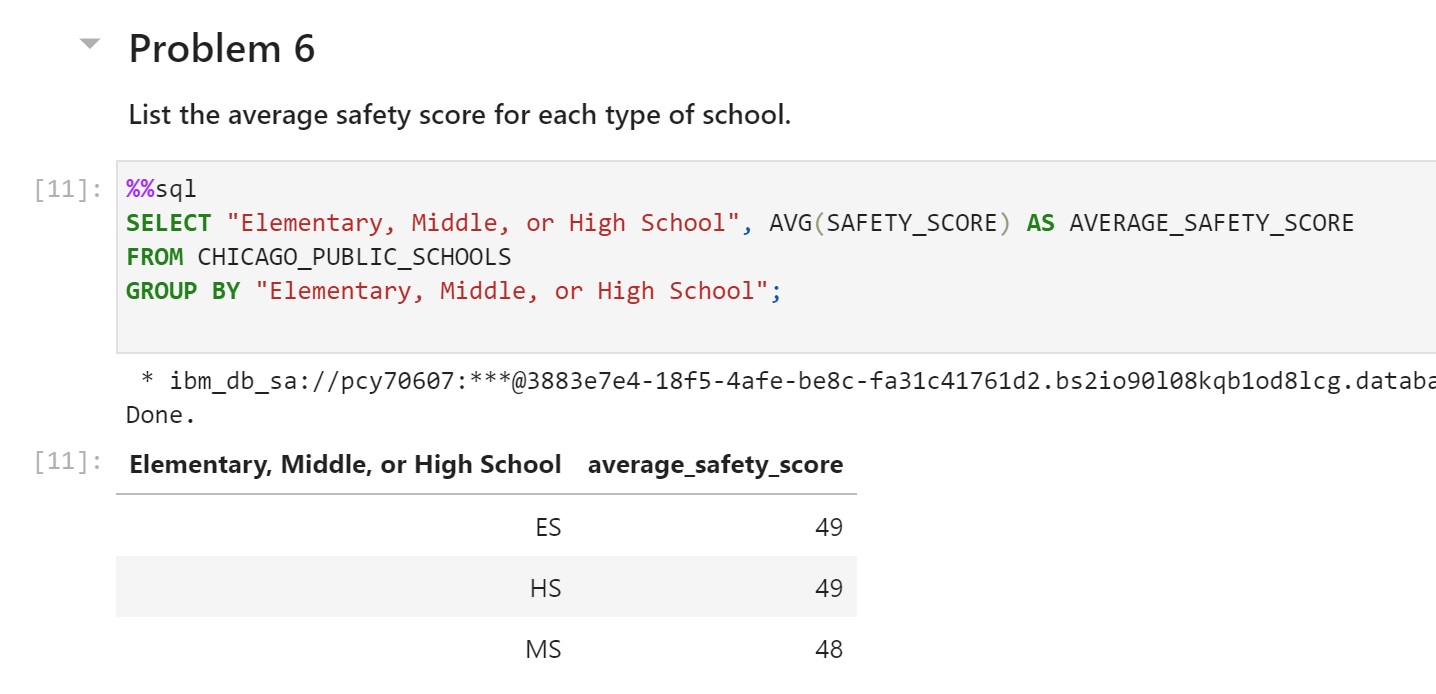 Problem 6
List the average safety score for each type of school.
[11]: %%sql
SELECT "Elementary, Middle, or High School", AVG(SAFETY_SCORE) AS AVERAGE_SAFETY_SCORE
FROM CHICAGO_PUBLIC_SCHOOLS
GROUP BY "Elementary, Middle, or High School";
* ibm_db_sa://pcy70607:***@3883e7e4-18f5-4afe-be8c-fa31c41761d2.bs2io90l08kqb1od8lcg.databa
Done.
[11]: Elementary, Middle, or High School average_safety_score
ES 49
HS 49
MS 48